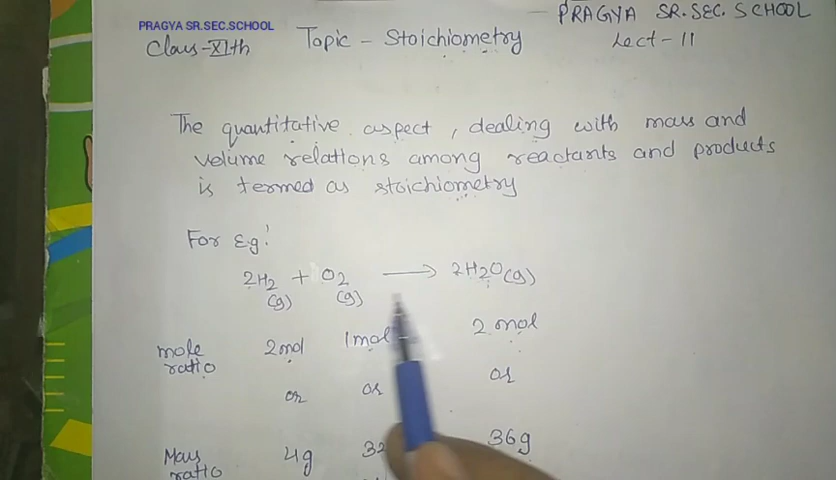 PRAGYA SR.SEC.SCHOOL
PRAGYA SR. SEC. SCHOOL
Class-XIth Topic - Stoichiometry Lect - 11
The quantitative aspect, dealing with mass and
volume relations among reactants and products
is termed as stoichiometry
For E.g!
2H2 (g) + O2 (g) ⟶ 2H2O(g)
mole ratio 2mol 1mol 2 mol
or or or
Mass ratio 4g 32 36g